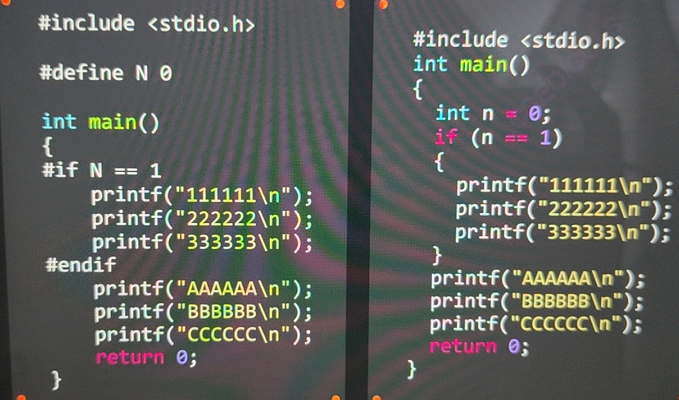 #include <stdio.h>
#define N 0
int main()
{
#if N == 1
printf("111111\n");
printf("222222\n");
printf("333333\n");
#endif
printf("AAAAAA\n");
printf("BBBBBB\n");
printf("CCCCCC\n");
return 0;
}
#include <stdio.h>
int main()
{
int n = 0;
if (n == 1)
{
printf("111111\n");
printf("222222\n");
printf("333333\n");
}
printf("AAAAAA\n");
printf("BBBBBB\n");
printf("CCCCCC\n");
return 0;
}